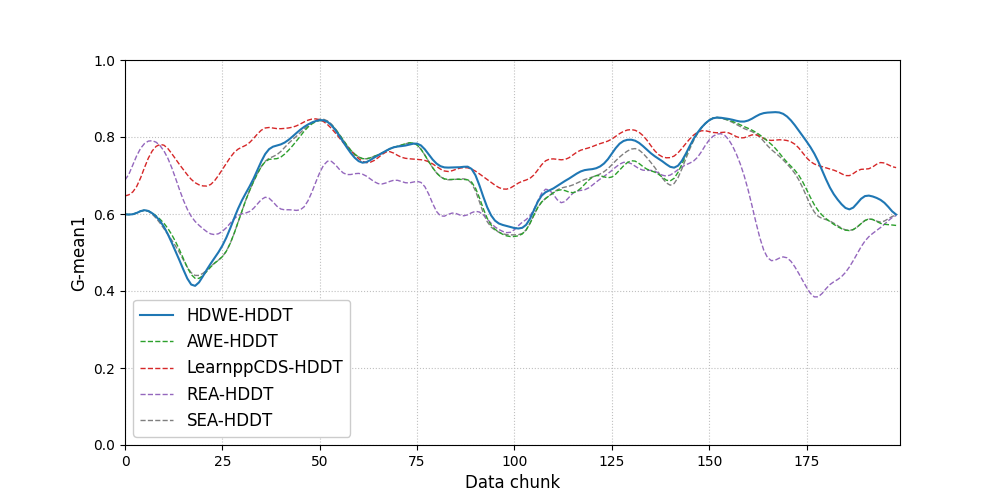 1.0
0.8
0.6
0.4
0.2
0.0
G-mean1
HDWE-HDDT
AWE-HDDT
LearnppCDS-HDDT
REA-HDDT
SEA-HDDT
0 25 50 75 100 125 150 175
Data chunk